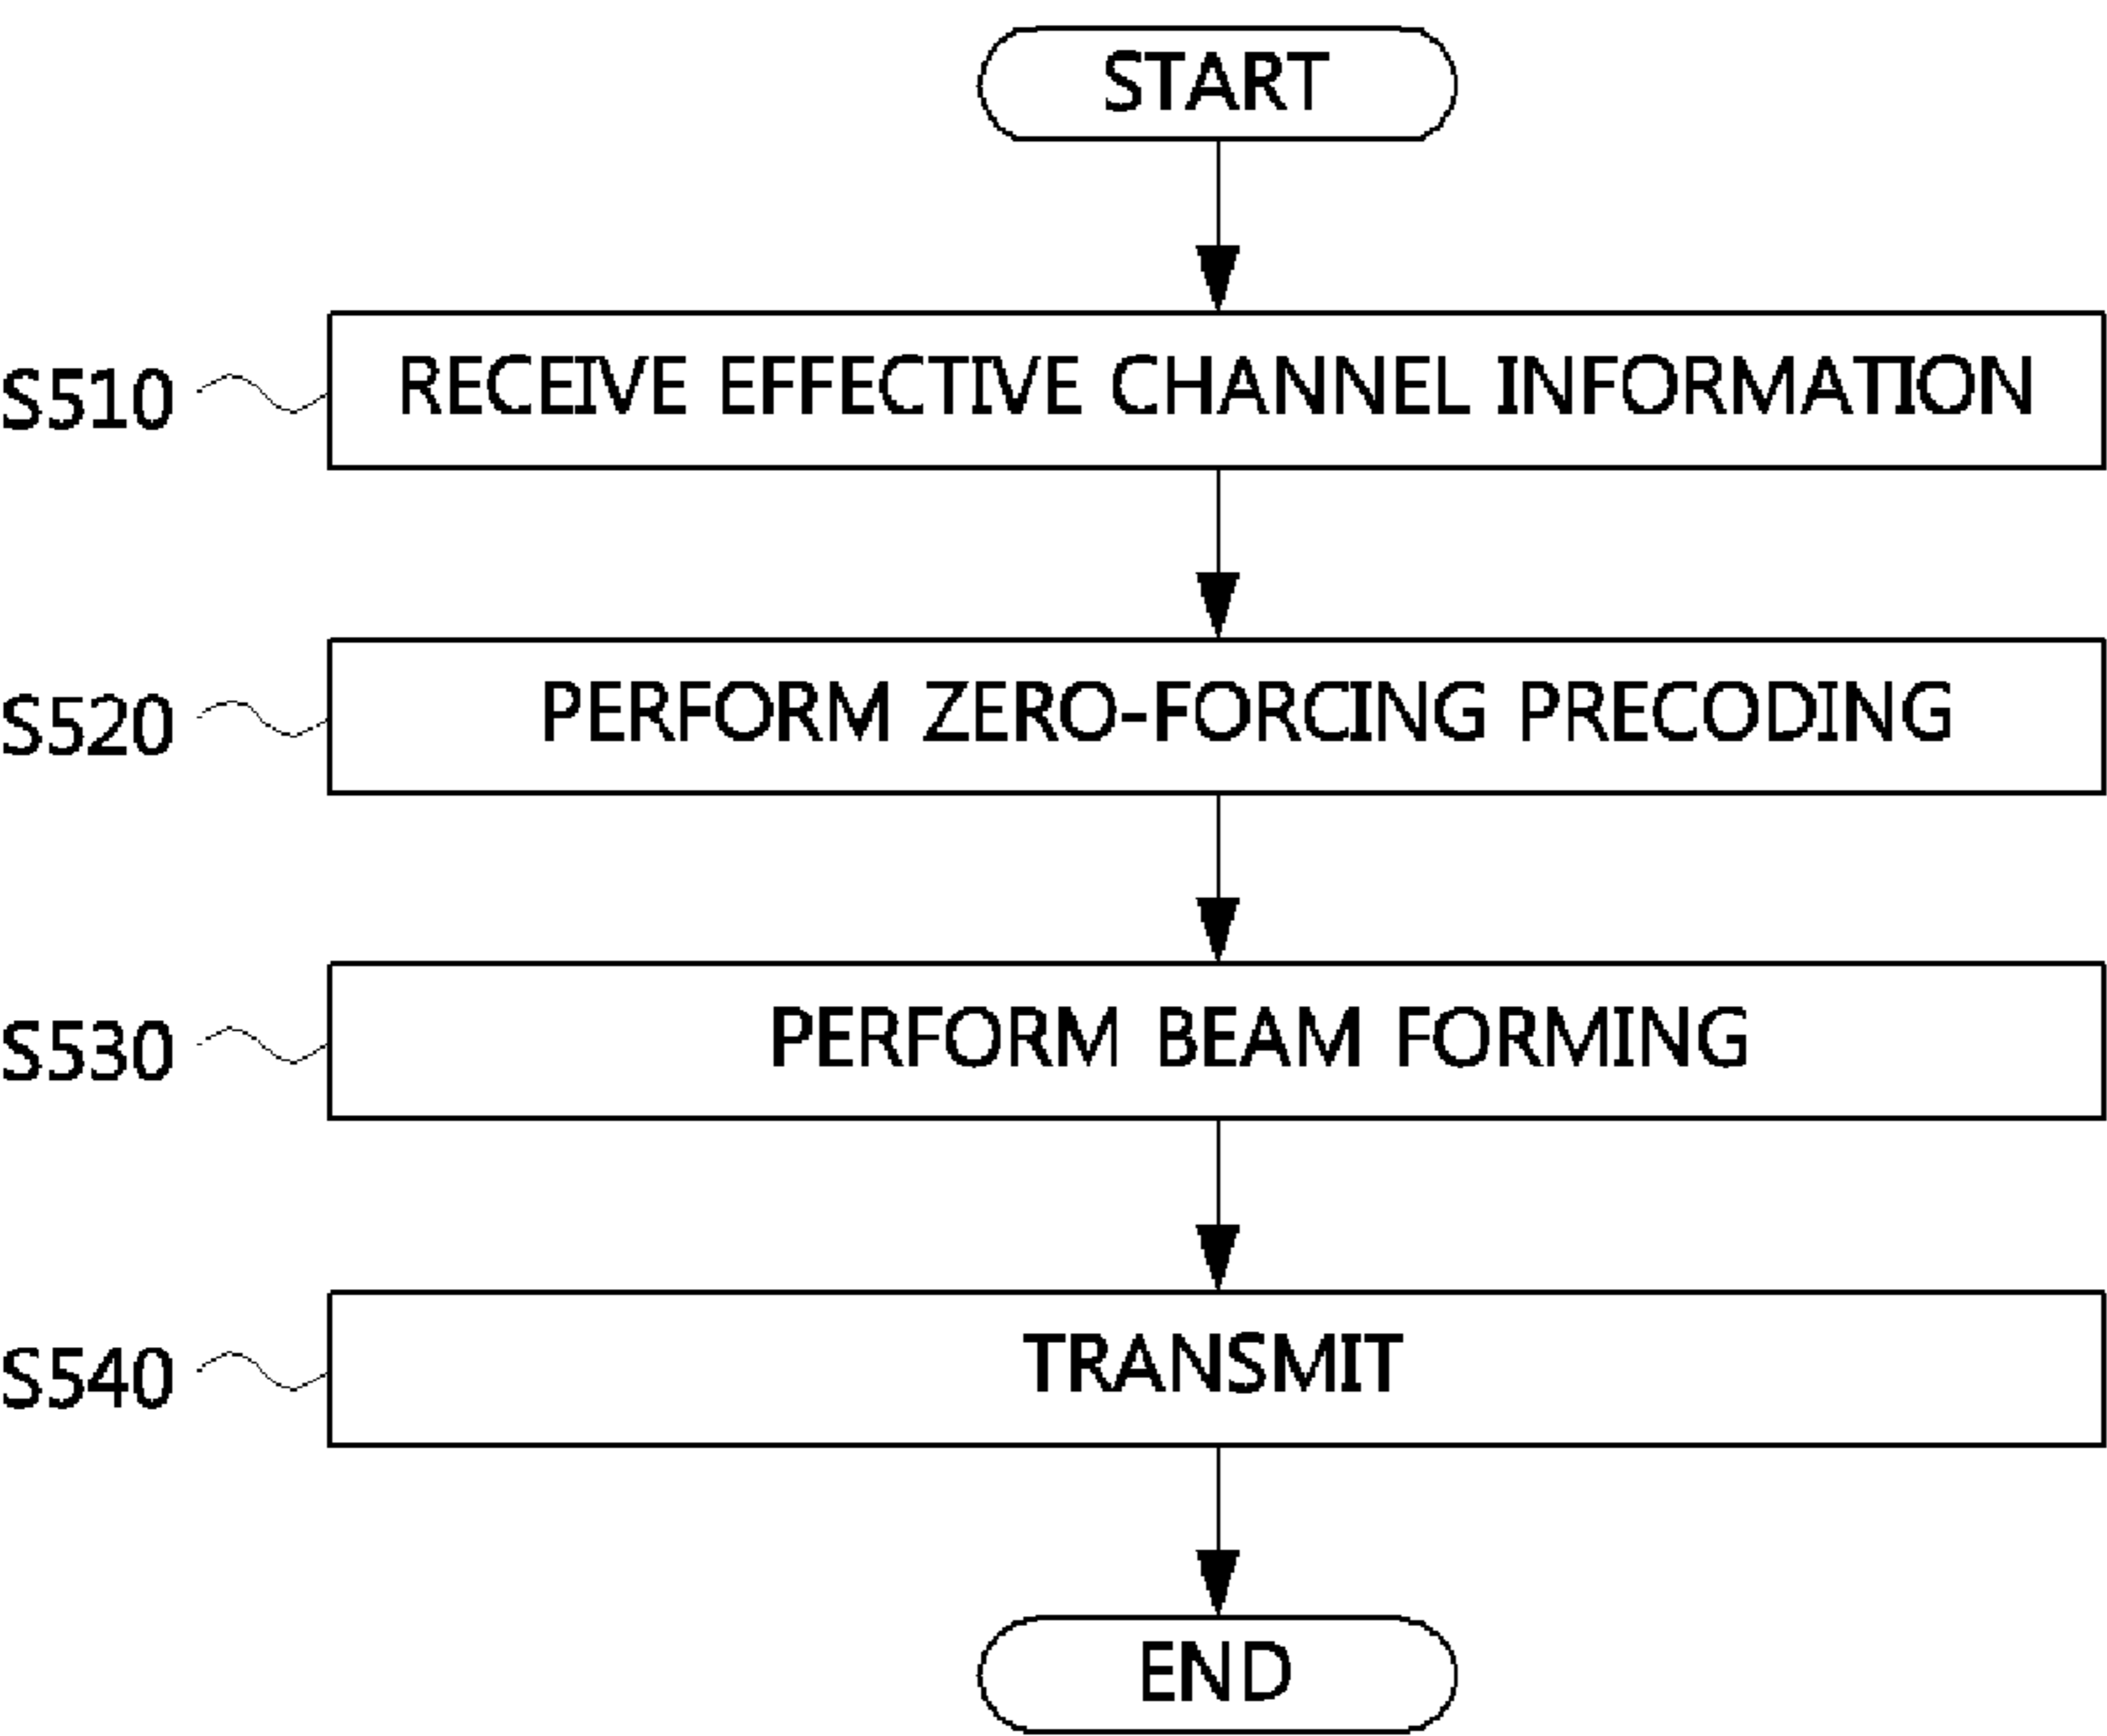 START
S510 RECEIVE EFFECTIVE CHANNEL INFORMATION
S520 PERFORM ZERO-FORCING PRECODING
S530 PERFORM BEAM FORMING
S540 TRANSMIT
END